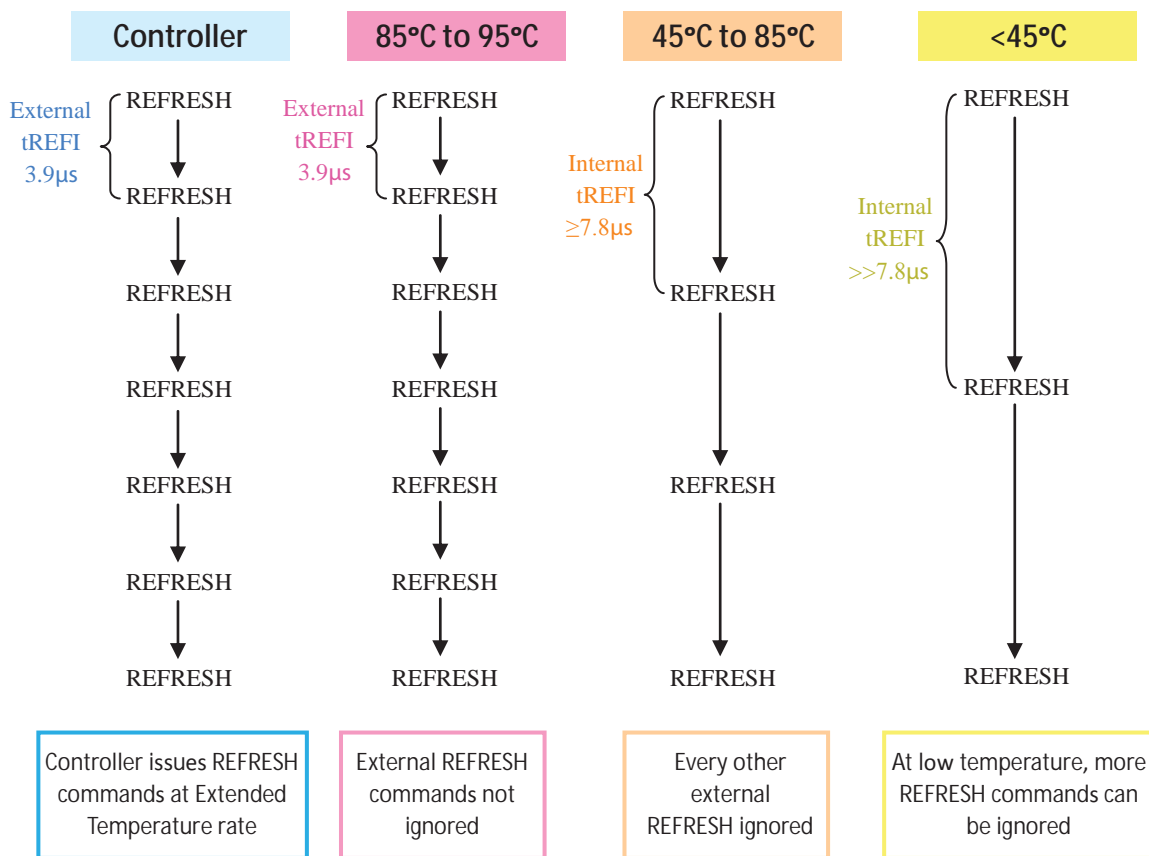 Controller
85°C to 95°C
45°C to 85°C
<45°C
External
tREFI
3.9µs
REFRESH
REFRESH
REFRESH
REFRESH
REFRESH
REFRESH
REFRESH
Controller issues REFRESH
commands at Extended
Temperature rate
External
tREFI
3.9µs
REFRESH
REFRESH
REFRESH
REFRESH
REFRESH
REFRESH
REFRESH
External REFRESH
commands not
ignored
Internal
tREFI
≥7.8µs
REFRESH
REFRESH
REFRESH
REFRESH
Every other
external
REFRESH ignored
Internal
tREFI
>>7.8µs
REFRESH
REFRESH
REFRESH
At low temperature, more
REFRESH commands can
be ignored